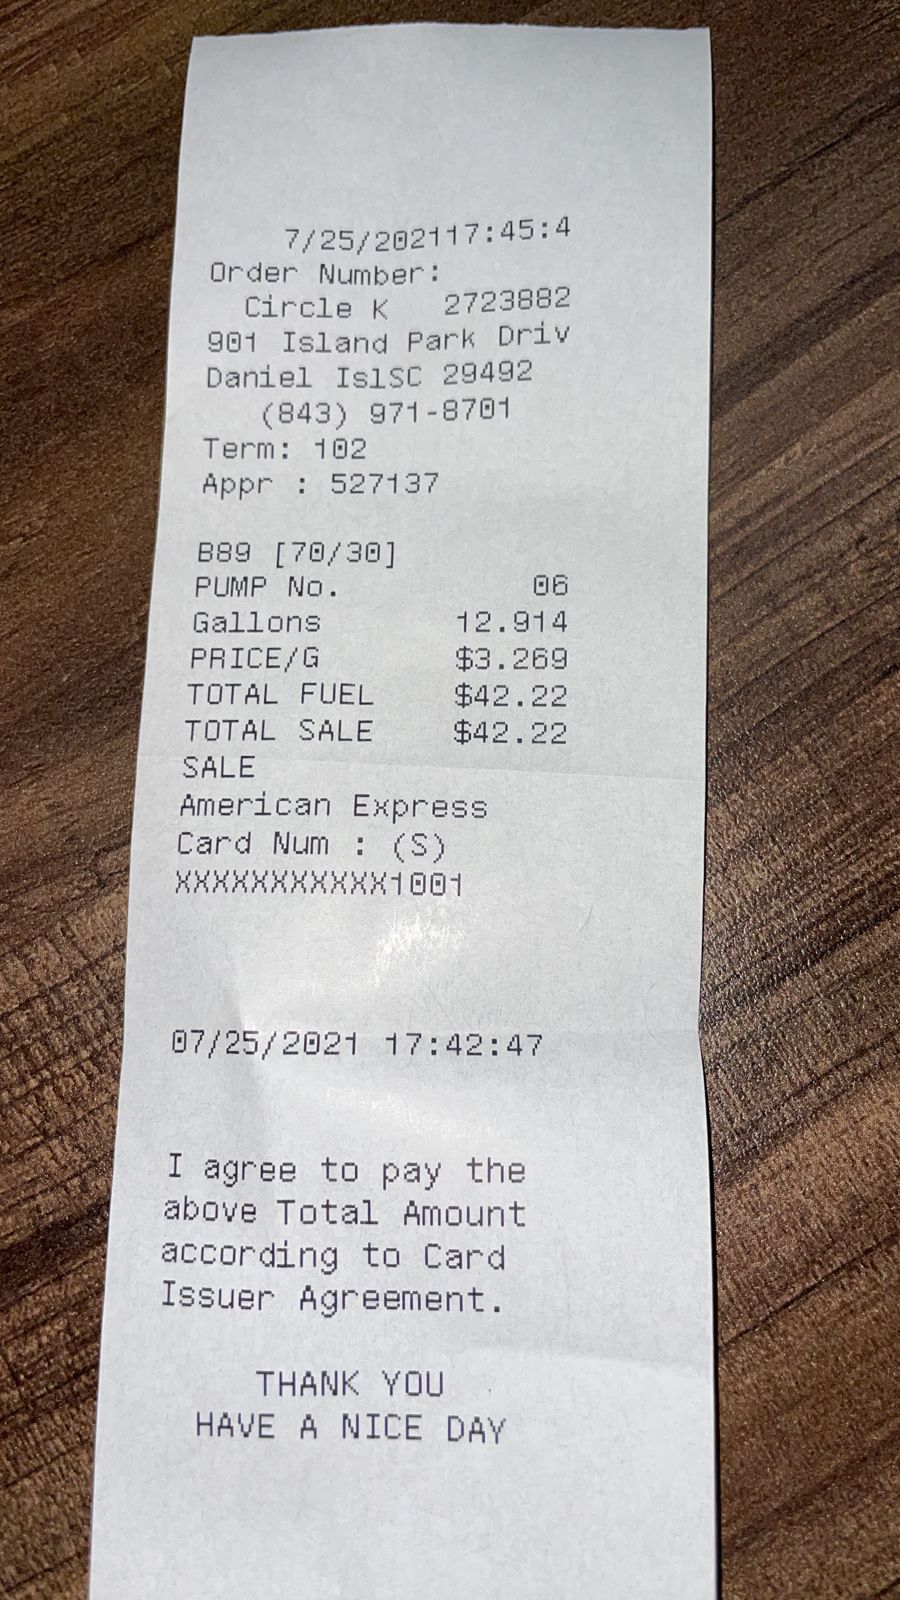 7/25/202117:45:4
Order Number:
Circle K 2723882
901 Island Park Driv
Daniel IslSC 29492
(843) 971-8701
Term: 102
Appr : 527137
B89 [70/30]
PUMP No. 06
Gallons 12.914
PRICE/G $3.269
TOTAL FUEL $42.22
TOTAL SALE $42.22
SALE
American Express
Card Num : (S)
XXXXXXXXXXX1001
07/25/2021 17:42:47
I agree to pay the
above Total Amount
according to Card
Issuer Agreement.
THANK YOU
HAVE A NICE DAY